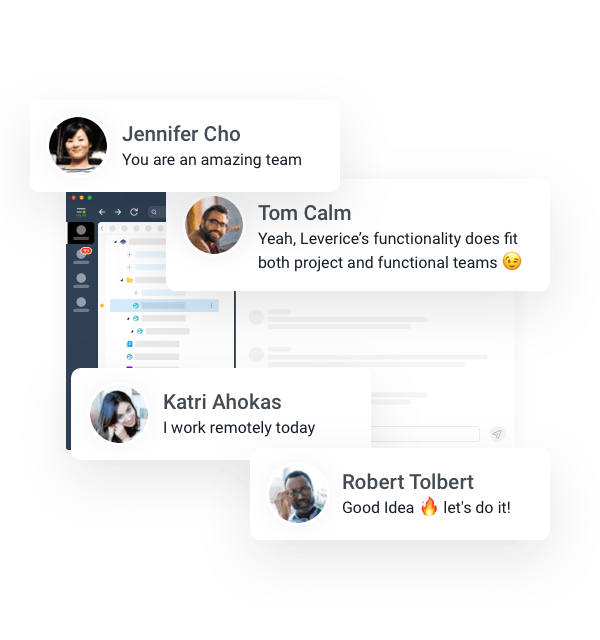 Jennifer Cho
You are an amazing team
Tom Calm
Yeah, Leverice’s functionality does fit
both project and functional teams 😉
Katri Ahokas
I work remotely today
Robert Tolbert
Good Idea 🔥 let's do it!